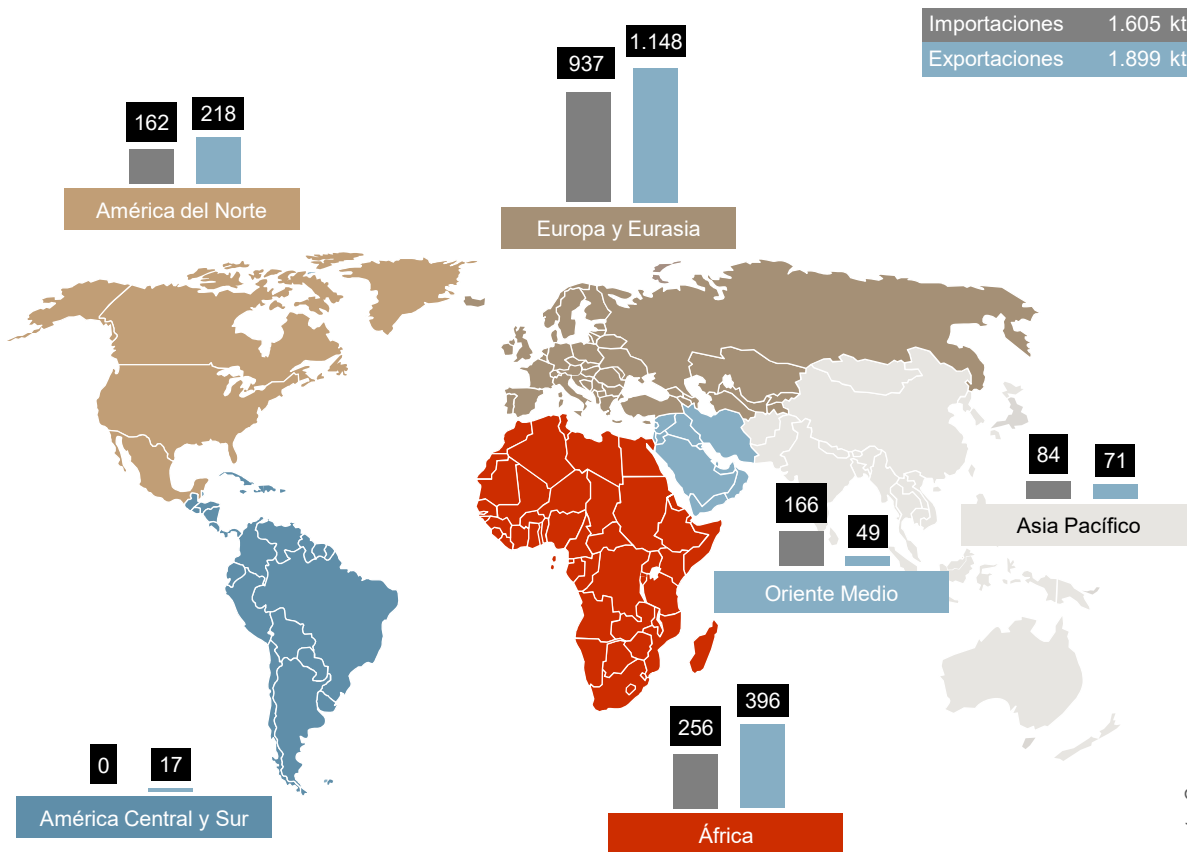 Importaciones 1.605 kt
Exportaciones 1.899 kt
937 1.148
162 218
América del Norte
Europa y Eurasia
84 71
Asia Pacífico
166 49
Oriente Medio
256 396
África
0 17
América Central y Sur